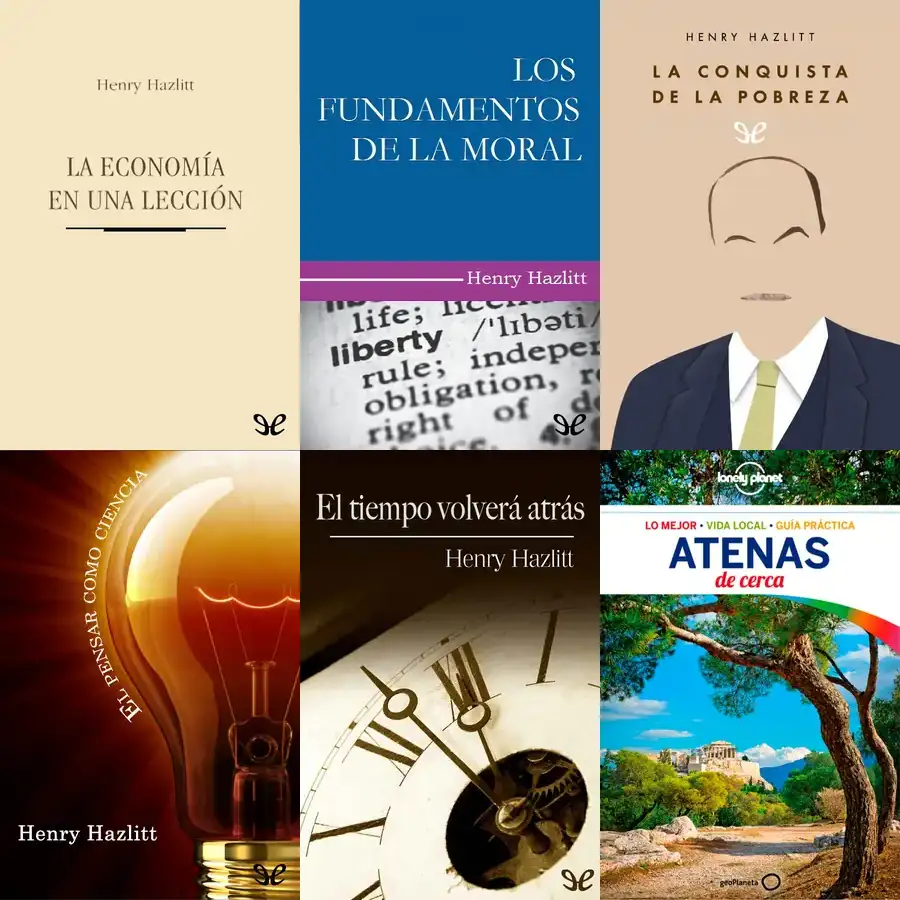 Henry Hazlitt
LA ECONOMÍA
EN UNA LECCIÓN
LOS
FUNDAMENTOS
DE LA MORAL
Henry Hazlitt
life;
liberty /ˈlɪbəti/
rule;
obligation,
right of
HENRY HAZLITT
LA CONQUISTA
DE LA POBREZA
EL PENSAR COMO CIENCIA
Henry Hazlitt
El tiempo volverá atrás
Henry Hazlitt
lonely planet
LO MEJOR • VIDA LOCAL • GUÍA PRÁCTICA
ATENAS
de cerca
geoPlaneta